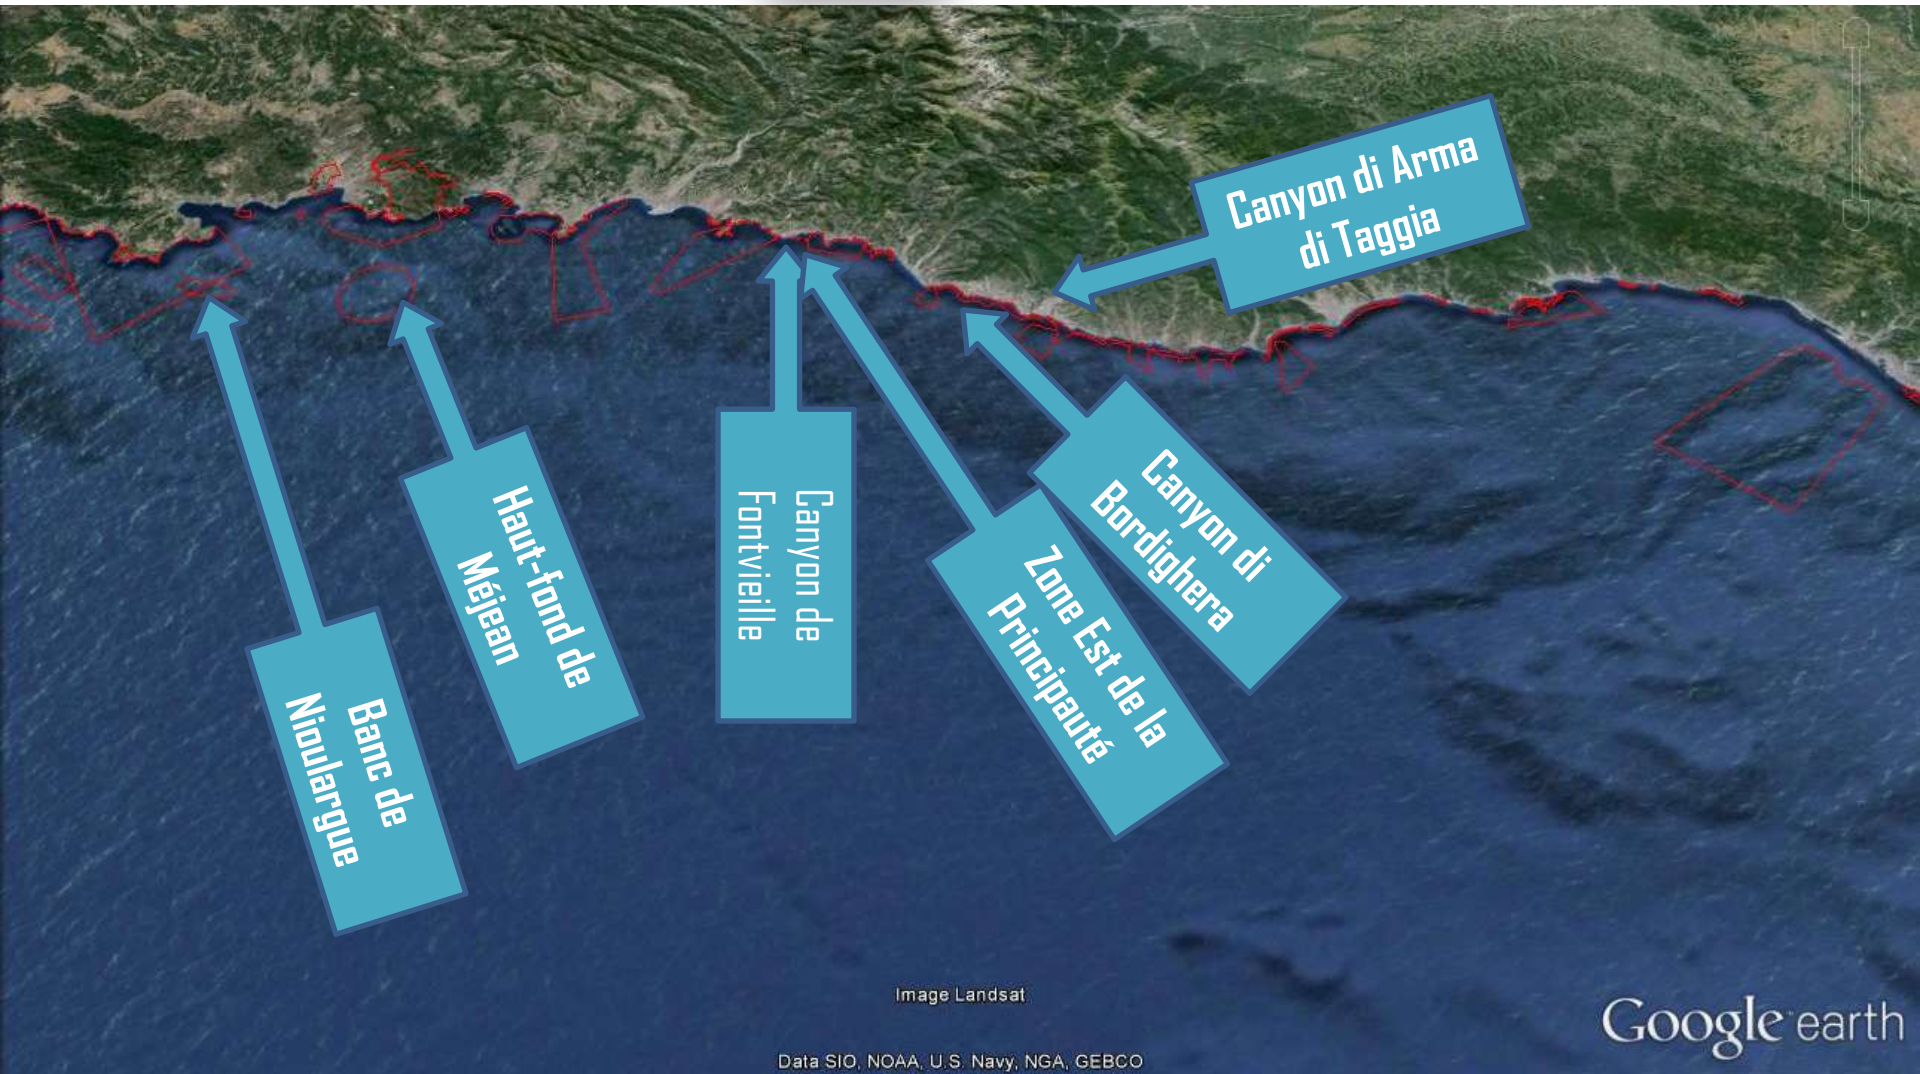 Canyon di Arma
di Taggia
Canyon di
Bordighera
Zone Est de la
Principauté
Canyon de
Fontvieille
Haut-fond de
Méjean
Banc de
Nioulargue
Image Landsat
Data SIO, NOAA, U.S. Navy, NGA, GEBCO
Google earth